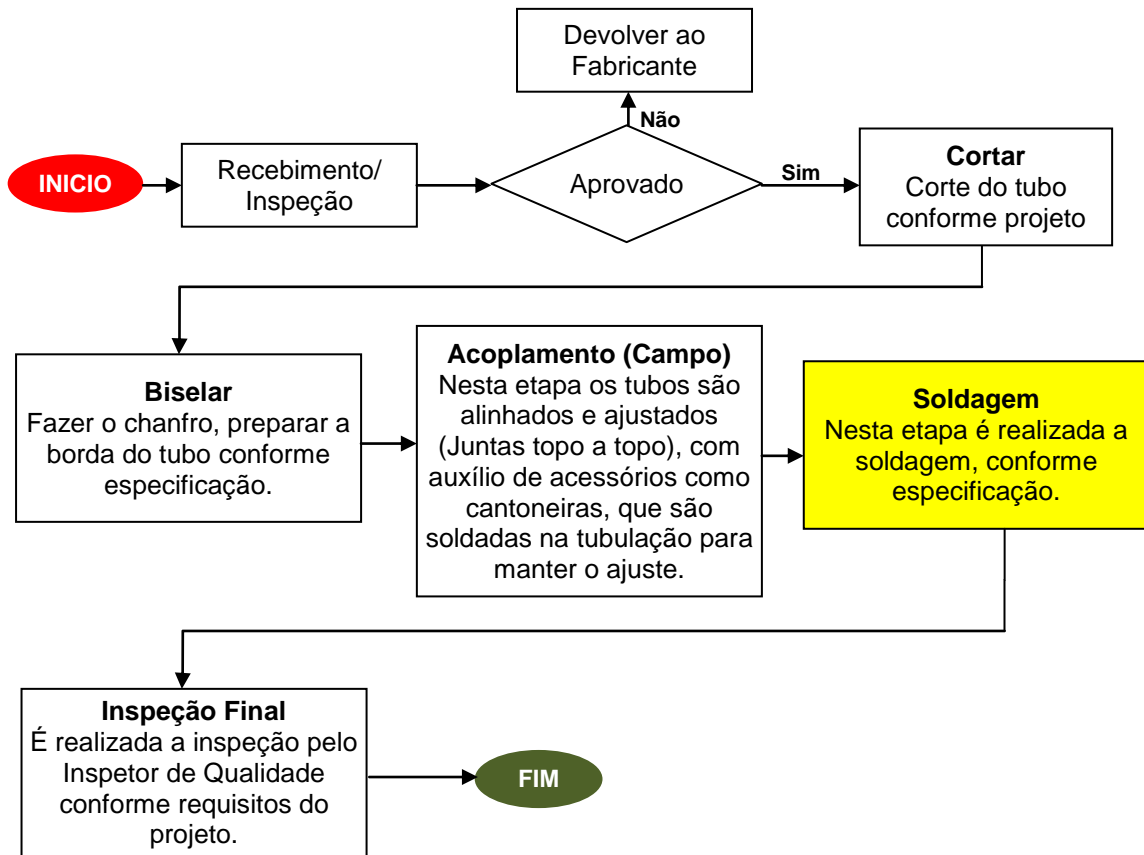 Devolver ao
Fabricante
Não
INICIO
Recebimento/
Inspeção
Aprovado
Sim
Cortar
Corte do tubo
conforme projeto
Biselar
Fazer o chanfro, preparar a
borda do tubo conforme
especificação.
Acoplamento (Campo)
Nesta etapa os tubos são
alinhados e ajustados
(Juntas topo a topo), com
auxílio de acessórios como
cantoneiras, que são
soldadas na tubulação para
manter o ajuste.
Soldagem
Nesta etapa é realizada a
soldagem, conforme
especificação.
Inspeção Final
É realizada a inspeção pelo
Inspetor de Qualidade
conforme requisitos do
projeto.
FIM